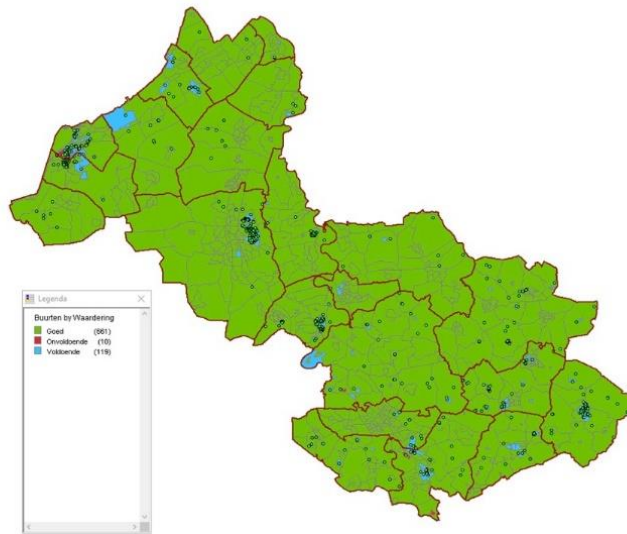 Legenda
Buurten by Waardering
Goed (661)
Onvoldoende (10)
Voldoende (119)